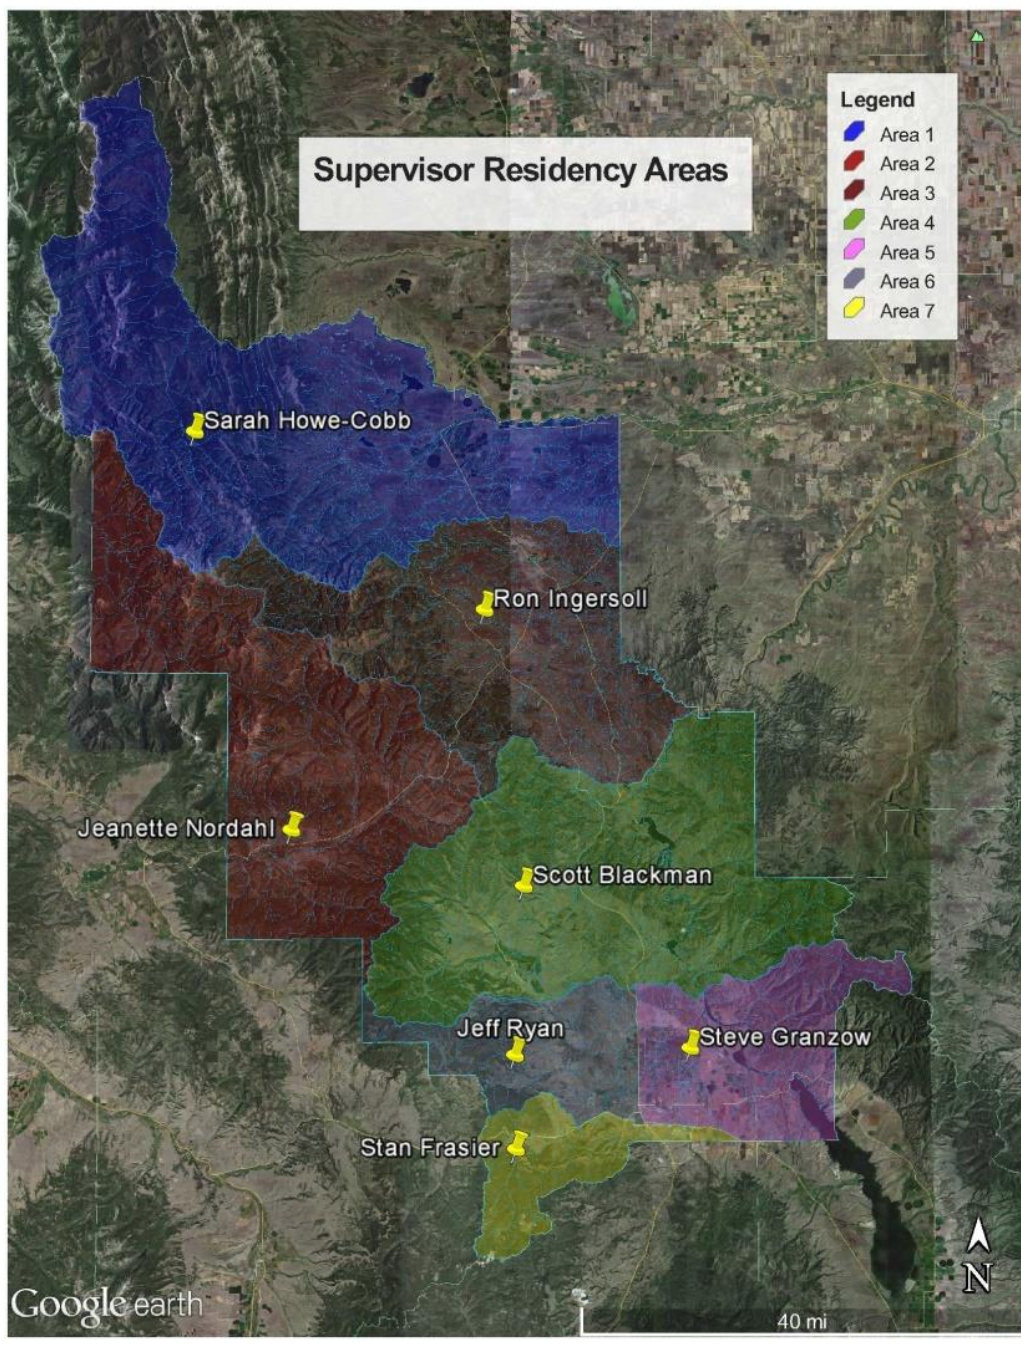 Supervisor Residency Areas
Legend
Area 1
Area 2
Area 3
Area 4
Area 5
Area 6
Area 7
Sarah Howe-Cobb
Ron Ingersoll
Jeanette Nordahl
Scott Blackman
Jeff Ryan
Steve Granzow
Stan Frasier
N
Google earth
40 mi